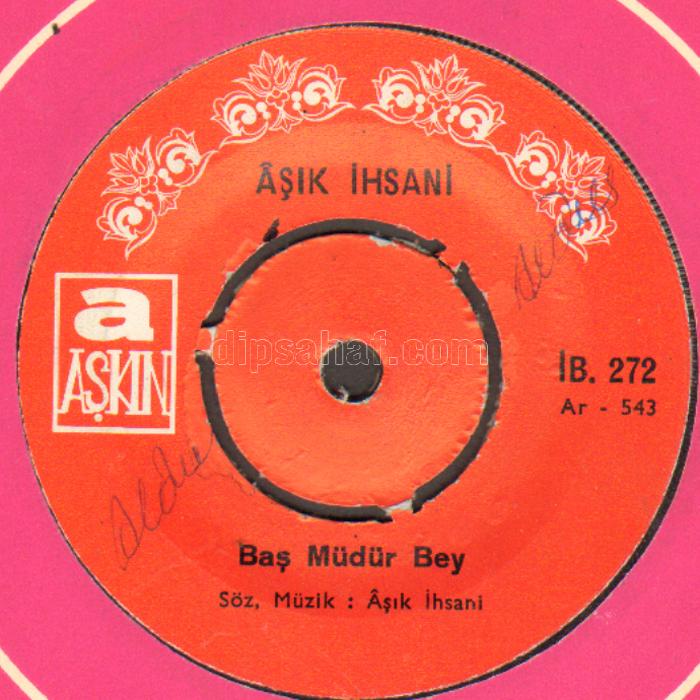 ÂŞIK İHSANİ
a
AŞKIN
dipsahaf.com
İB. 272
Ar - 543
Baş Müdür Bey
Söz, Müzik : Âşık İhsani